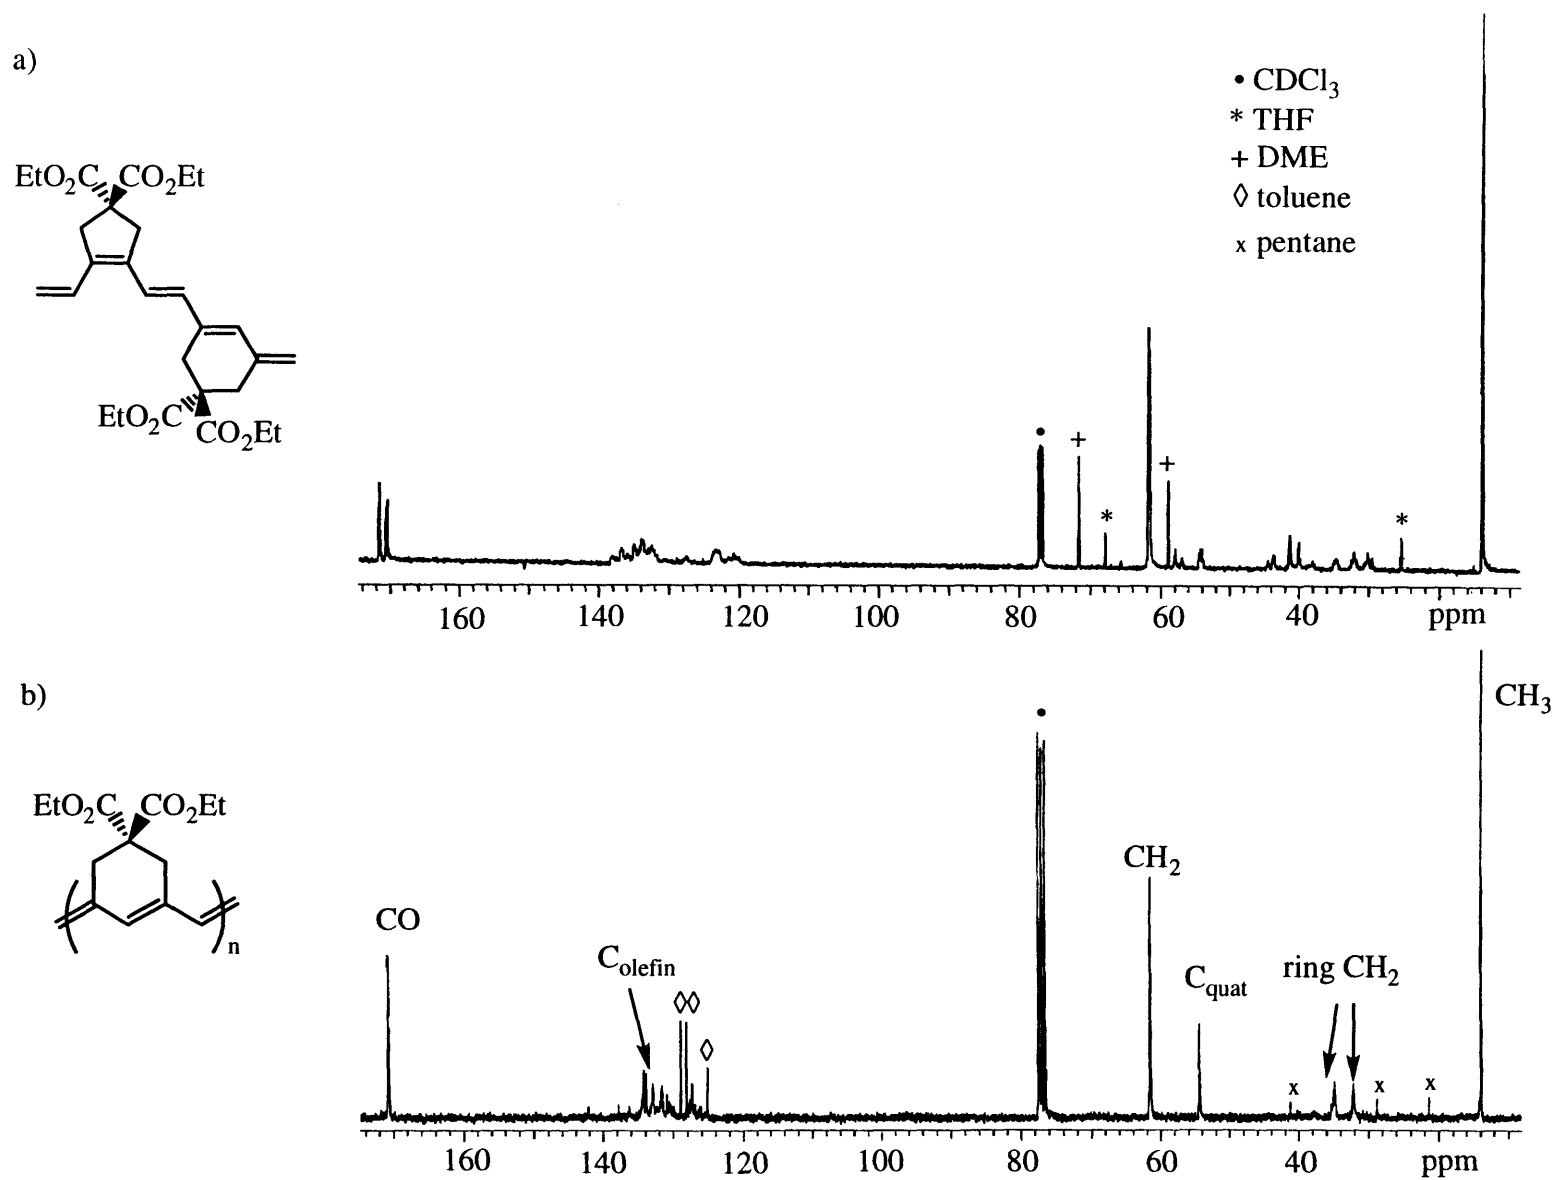 a)
• CDCl3
* THF
+ DME
◊ toluene
x pentane
EtO2C CO2Et
EtO2C
CO2Et
•
+
+
*
*
160 140 120 100 80 60 40 ppm
b)
CH3
•
EtO2C CO2Et
n
CO
Colefin
◊◊
◊
CH2
Cquat
ring CH2
x x x
160 140 120 100 80 60 40 ppm